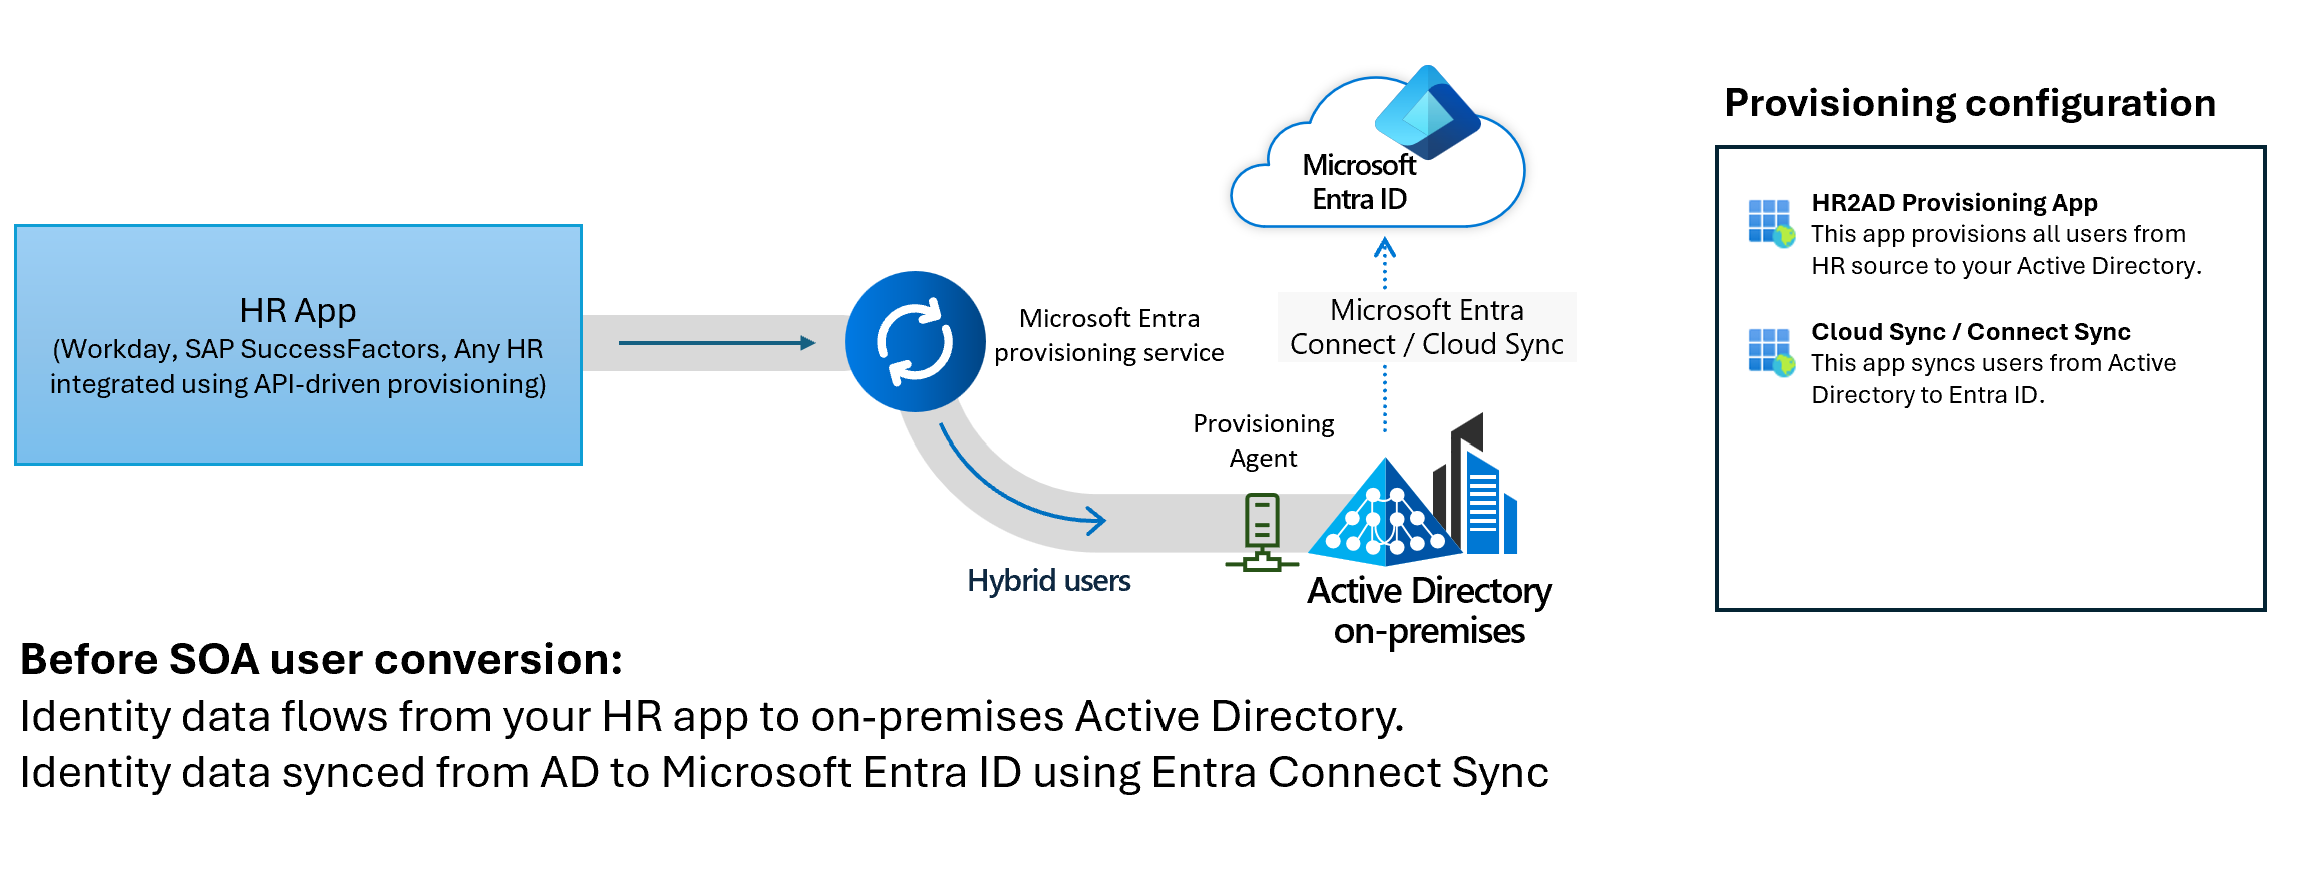 HR App
(Workday, SAP SuccessFactors, Any HR
integrated using API-driven provisioning)
Microsoft Entra
provisioning service
Microsoft
Entra ID
Microsoft Entra
Connect / Cloud Sync
Provisioning
Agent
Hybrid users
Active Directory
on-premises
Provisioning configuration
HR2AD Provisioning App
This app provisions all users from
HR source to your Active Directory.
Cloud Sync / Connect Sync
This app syncs users from Active
Directory to Entra ID.
Before SOA user conversion:
Identity data flows from your HR app to on-premises Active Directory.
Identity data synced from AD to Microsoft Entra ID using Entra Connect Sync